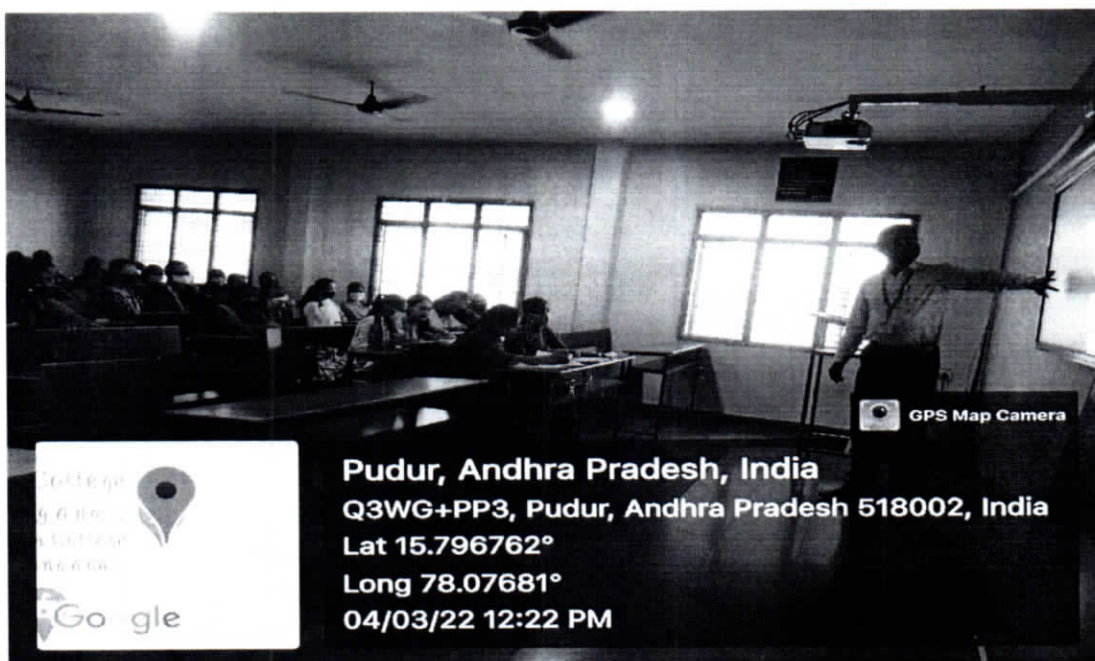 GPS Map Camera
Pudur, Andhra Pradesh, India
Q3WG+PP3, Pudur, Andhra Pradesh 518002, India
Lat 15.796762°
Long 78.07681°
04/03/22 12:22 PM
Google